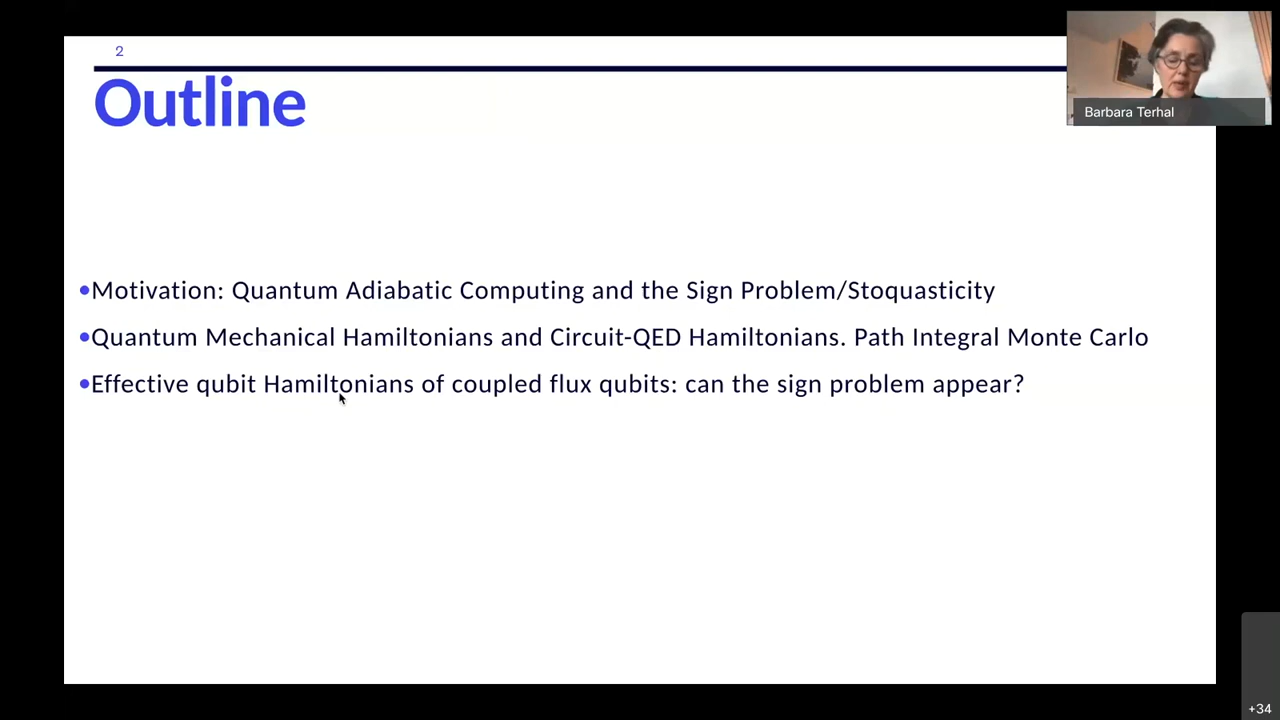 2
Outline
Barbara Terhal
•Motivation: Quantum Adiabatic Computing and the Sign Problem/Stoquasticity
•Quantum Mechanical Hamiltonians and Circuit-QED Hamiltonians. Path Integral Monte Carlo
•Effective qubit Hamiltonians of coupled flux qubits: can the sign problem appear?
+34